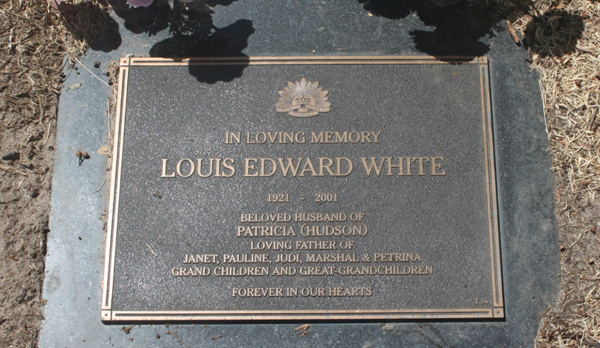 IN LOVING MEMORY
LOUIS EDWARD WHITE
1921 - 2001
BELOVED HUSBAND OF
PATRICIA (HUDSON)
LOVING FATHER OF
JANET, PAULINE, JUDI, MARSHAL & PETRINA
GRAND CHILDREN AND GREAT-GRANDCHILDREN
FOREVER IN OUR HEARTS